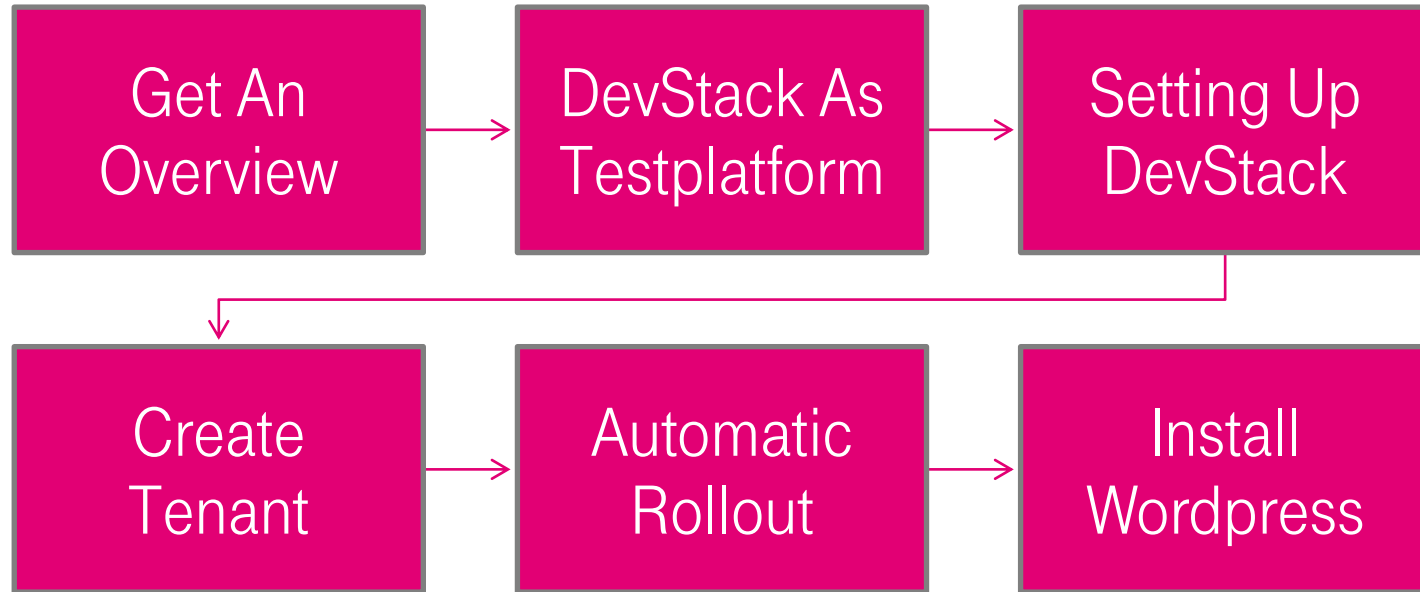 Get An
Overview
DevStack As
Testplatform
Setting Up
DevStack
Create
Tenant
Automatic
Rollout
Install
Wordpress